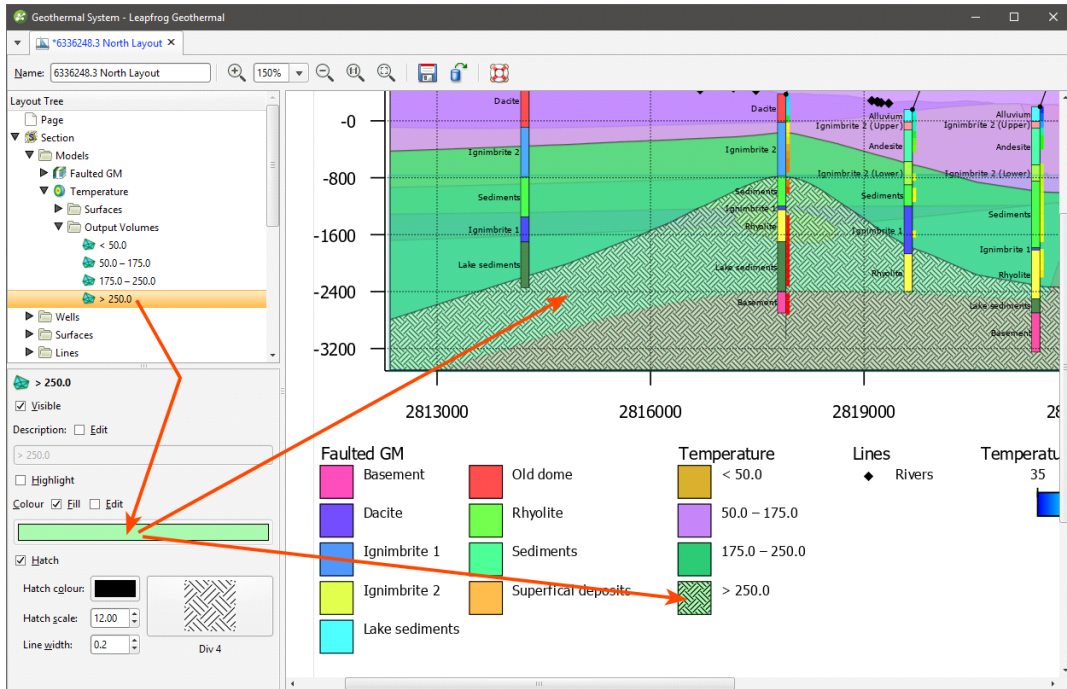 Geothermal System - Leapfrog Geothermal
*6336248.3 North Layout
Name: 6336248.3 North Layout
150%
Layout Tree
Page
Section
Models
Faulted GM
Temperature
Surfaces
Output Volumes
< 50.0
50.0 – 175.0
175.0 – 250.0
> 250.0
Wells
Surfaces
Lines
> 250.0
Visible
Description: Edit
> 250.0
Highlight
Colour Fill Edit
Hatch
Hatch colour:
Hatch scale: 12.00
Line width: 0.2
Div 4
-0
-800
-1600
-2400
-3200
2813000
2816000
2819000
28
Dacite
Ignimbrite 2
Sediments
Ignimbrite 1
Lake sediments
Dacite
Ignimbrite 2
Sediments
Ignimbrite 1
Rhyolite
Lake sediments
Basement
Alluvium
Ignimbrite 2 (Upper)
Andesite
Ignimbrite 2 (Lower)
Sediments
Ignimbrite 1
Rhyolite
Alluvium
Ignimbrite 2 (Upper)
Andesite
Ignimbrite 2 (Lower)
Sediments
Ignimbrite 1
Rhyolite
Lake sediments
Basement
Faulted GM
Basement
Dacite
Ignimbrite 1
Ignimbrite 2
Lake sediments
Old dome
Rhyolite
Sediments
Superfical deposits
Temperature
< 50.0
50.0 – 175.0
175.0 – 250.0
> 250.0
Lines
Rivers
Temperatu
35